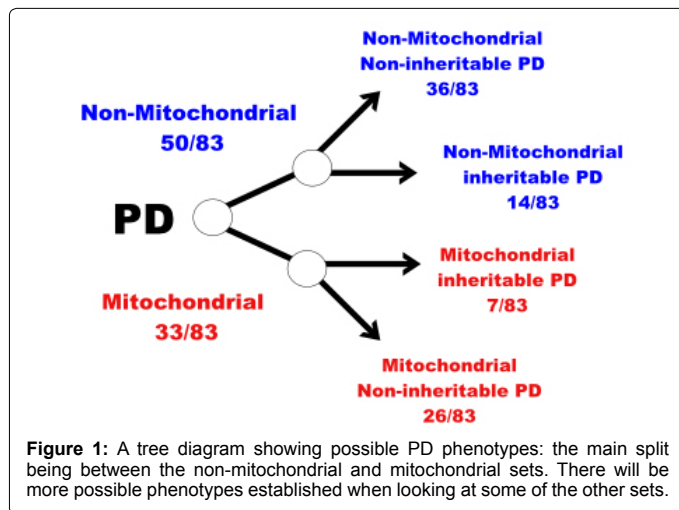 Non-Mitochondrial
Non-inheritable PD
36/83
Non-Mitochondrial
50/83
Non-Mitochondrial
inheritable PD
14/83
PD
Mitochondrial
inheritable PD
7/83
Mitochondrial
33/83
Mitochondrial
Non-inheritable PD
26/83
Figure 1: A tree diagram showing possible PD phenotypes: the main split
being between the non-mitochondrial and mitochondrial sets. There will be
more possible phenotypes established when looking at some of the other sets.